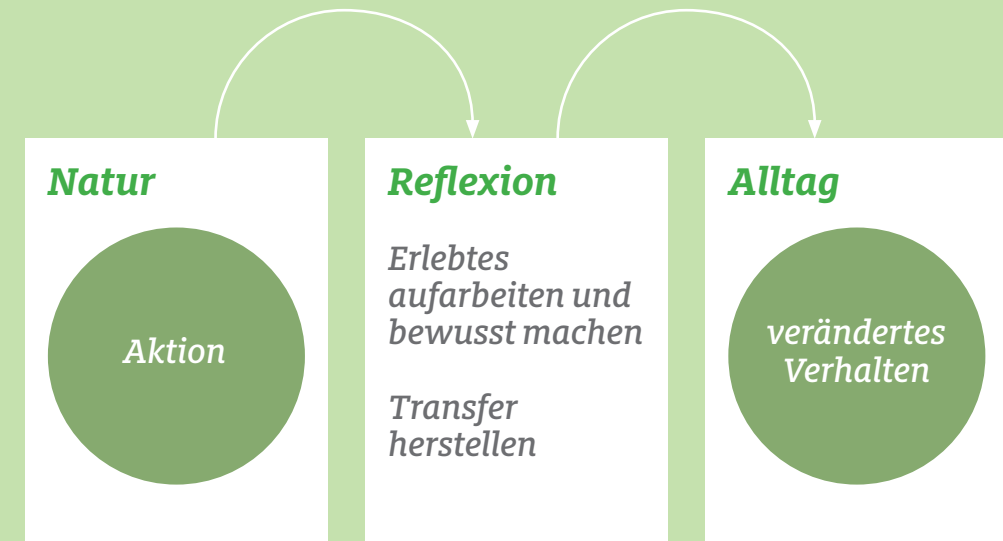 Natur
Aktion
Reflexion
Erlebtes
aufarbeiten und
bewusst machen
Transfer
herstellen
Alltag
verändertes
Verhalten